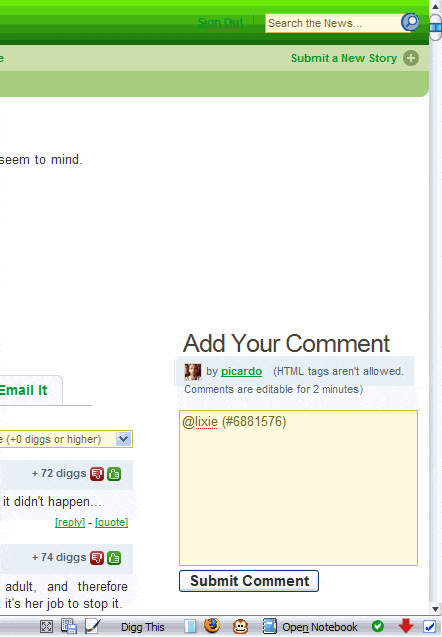 Sign Out | Search the News...
e Submit a New Story
seem to mind.
Add Your Comment
by picardo (HTML tags aren't allowed.
Comments are editable for 2 minutes)
Email It
@lixie (#6881576)
e (+0 diggs or higher)
+ 72 diggs
it didn't happen...
[reply] - [quote]
+ 74 diggs
adult, and therefore
it's her job to stop it.
Submit Comment
Digg This Open Notebook